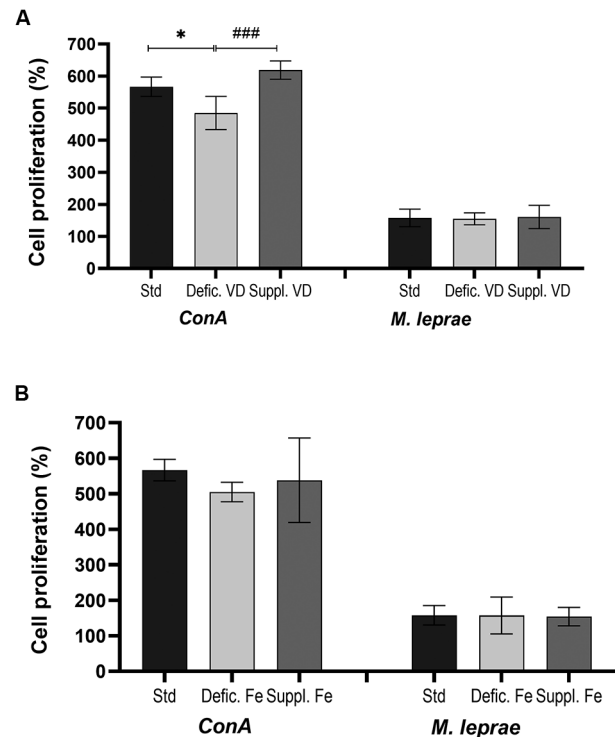 A
* ###
Cell proliferation (%)
700
600
500
400
300
200
100
0
Std Defic. VD Suppl. VD Std Defic. VD Suppl. VD
ConA M. leprae
B
Cell proliferation (%)
700
600
500
400
300
200
100
0
Std Defic. Fe Suppl. Fe Std Defic. Fe Suppl. Fe
ConA M. leprae